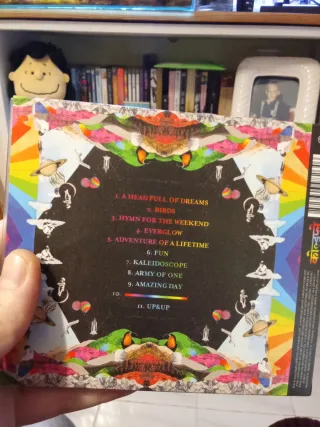 1. A HEAD FULL OF DREAMS
2. BIRDS
3. HYMN FOR THE WEEKEND
4. EVERGLOW
5. ADVENTURE OF A LIFETIME
6. FUN
7. KALEIDOSCOPE
8. ARMY OF ONE
9. AMAZING DAY
10.
11. UP&UP